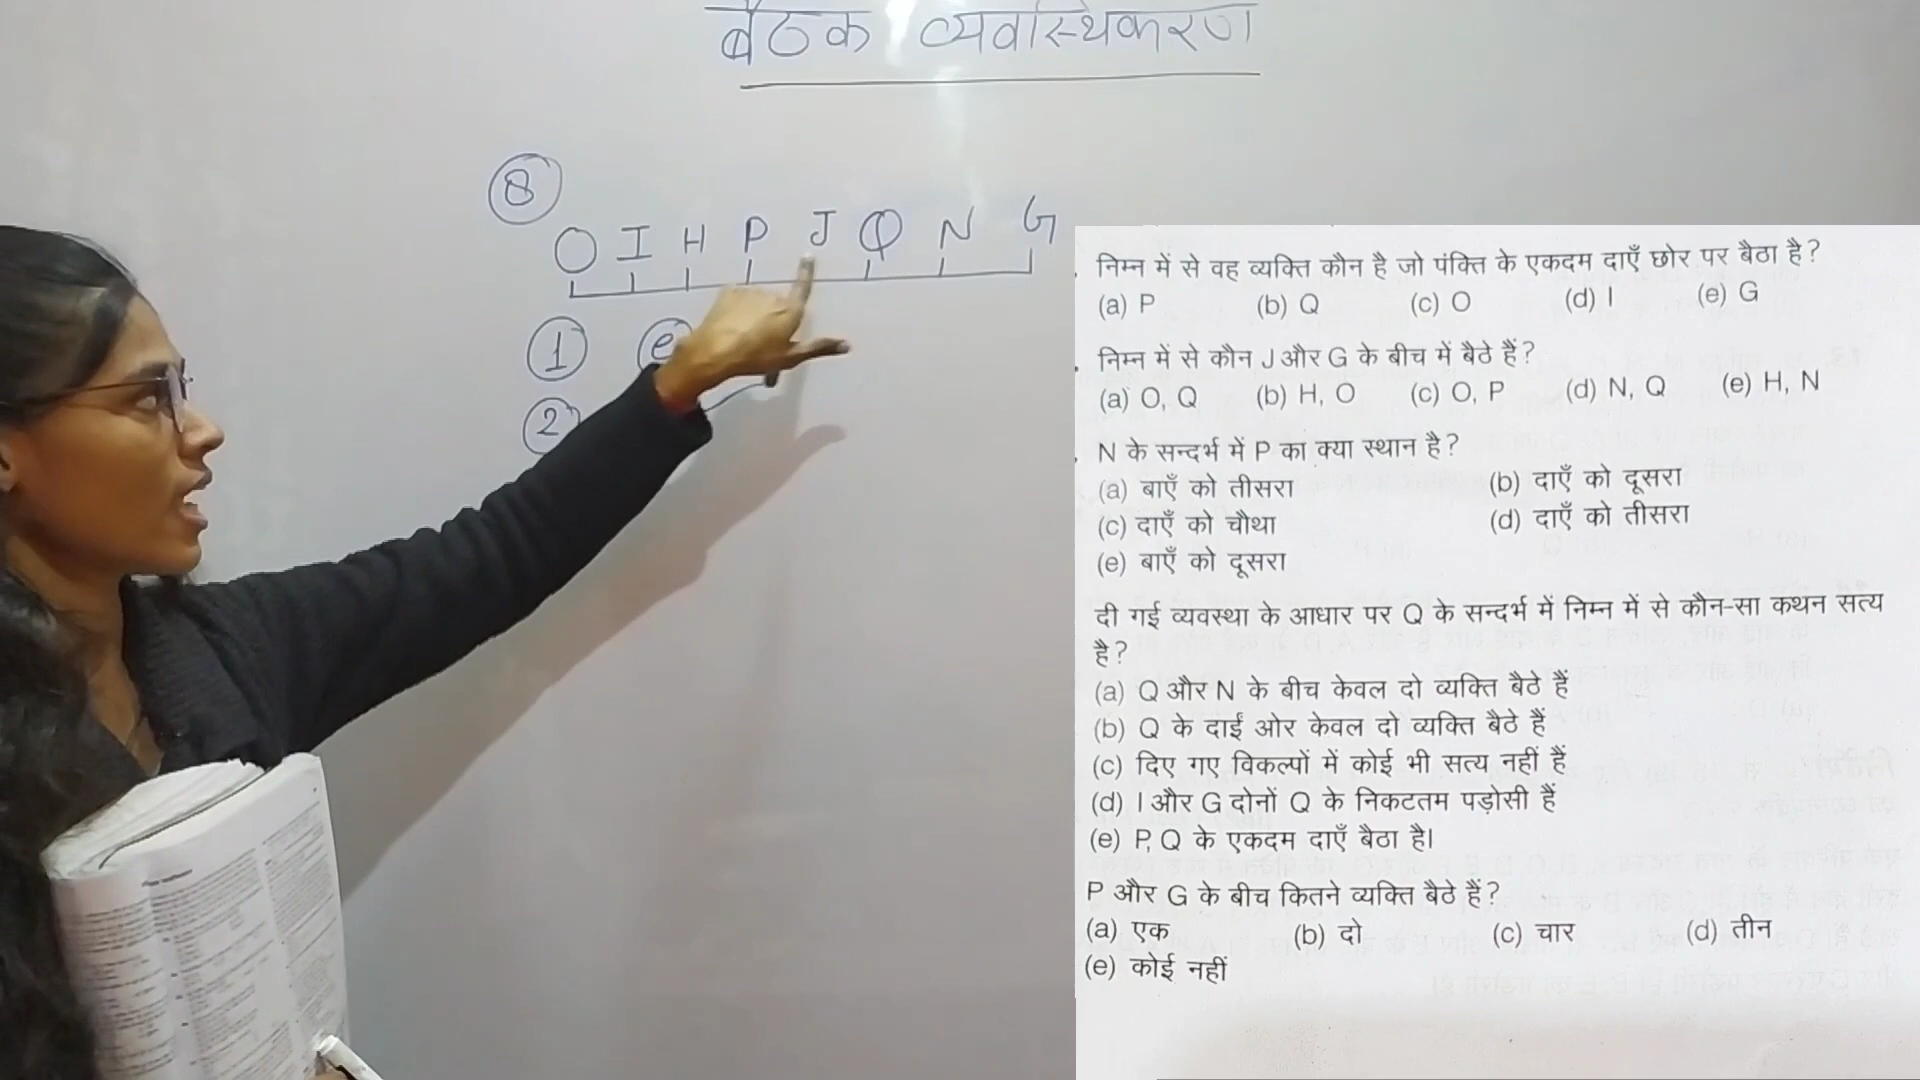 बैठक व्यवस्थिकरण
8
O I H P J Q N G
1 e
2
निम्न में से वह व्यक्ति कौन है जो पंक्ति के एकदम दाएँ छोर पर बैठा है?
(a) P (b) Q (c) O (d) I (e) G
निम्न में से कौन J और G के बीच में बैठे हैं?
(a) O, Q (b) H, O (c) O, P (d) N, Q (e) H, N
N के सन्दर्भ में P का क्या स्थान है?
(a) बाएँ को तीसरा (b) दाएँ को दूसरा
(c) दाएँ को चौथा (d) दाएँ को तीसरा
(e) बाएँ को दूसरा
दी गई व्यवस्था के आधार पर Q के सन्दर्भ में निम्न में से कौन-सा कथन सत्य
है?
(a) Q और N के बीच केवल दो व्यक्ति बैठे हैं
(b) Q के दाईं ओर केवल दो व्यक्ति बैठे हैं
(c) दिए गए विकल्पों में कोई भी सत्य नहीं हैं
(d) I और G दोनों Q के निकटतम पड़ोसी हैं
(e) P, Q के एकदम दाएँ बैठा है।
P और G के बीच कितने व्यक्ति बैठे हैं?
(a) एक (b) दो (c) चार (d) तीन
(e) कोई नहीं